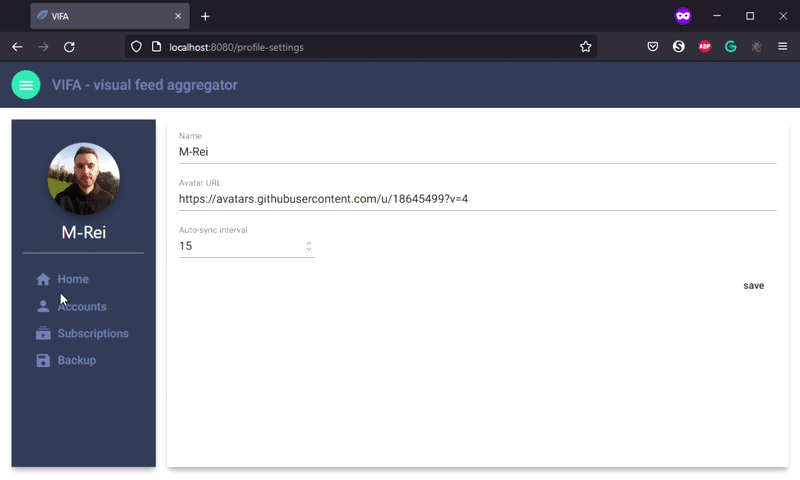 VIFA
localhost:8080/profile-settings
ABP
VIFA - visual feed aggregator
M-Rei
Home
Accounts
Subscriptions
Backup
Name
M-Rei
Avatar URL
https://avatars.githubusercontent.com/u/18645499?v=4
Auto-sync interval
15
save